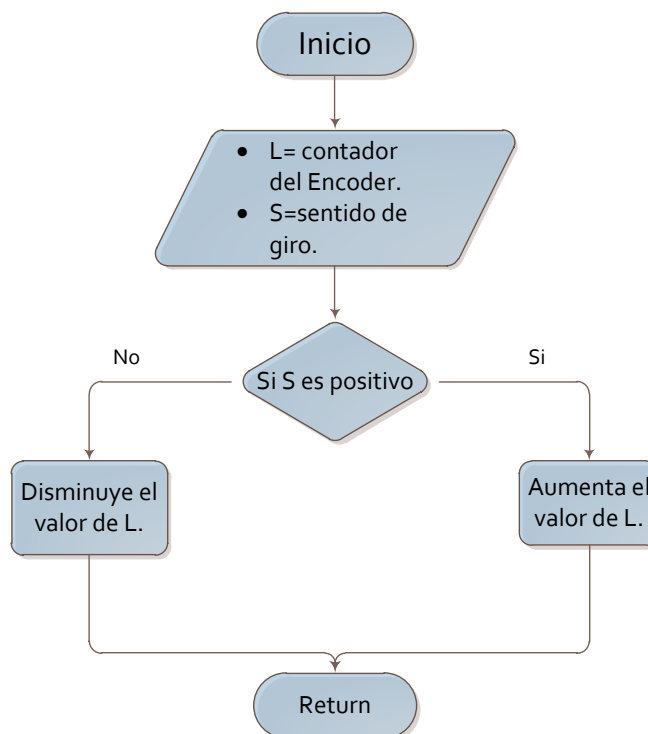 Inicio
• L= contador
del Encoder.
• S=sentido de
giro.
No
Si
Si S es positivo
Disminuye el
valor de L.
Aumenta el
valor de L.
Return